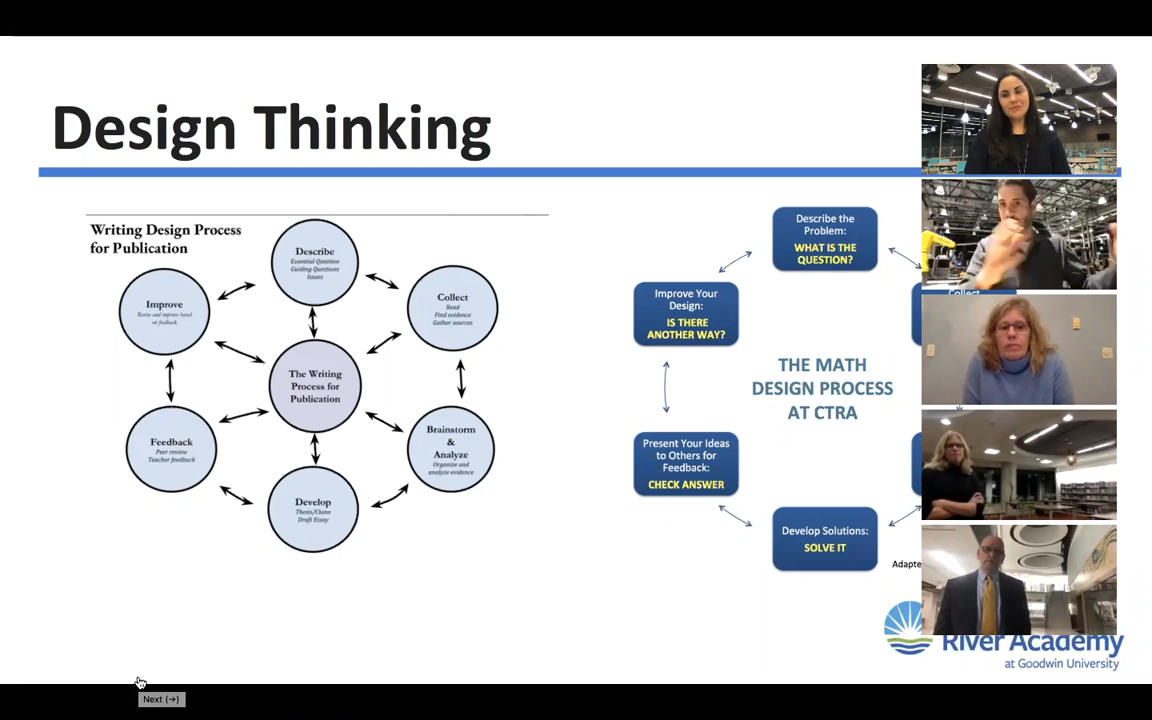 Design Thinking
Writing Design Process
for Publication
Describe
Essential Question
Guiding Questions
Issues
Collect
Read
Find evidence
Gather sources
Brainstorm
&
Analyze
Organize and
analyze evidence
Develop
Thesis/Claim
Draft Essay
Feedback
Peer review
Teacher feedback
Improve
Revise and improve based
on feedback
The Writing
Process for
Publication
Describe the
Problem:
WHAT IS THE
QUESTION?
Collect
Develop Solutions:
SOLVE IT
Present Your Ideas
to Others for
Feedback:
CHECK ANSWER
Improve Your
Design:
IS THERE
ANOTHER WAY?
THE MATH
DESIGN PROCESS
AT CTRA
Adapte
River Academy
at Goodwin University
Next (→)